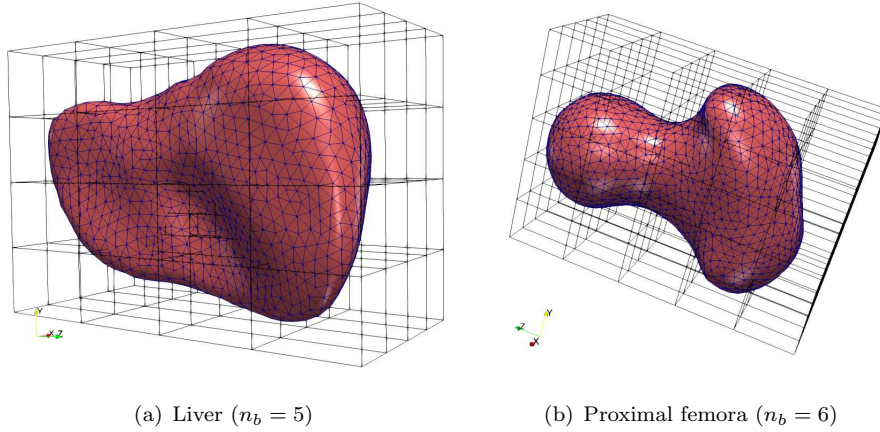 Y
X Z
Y
Z
X
(a) Liver (n_b = 5)
(b) Proximal femora (n_b = 6)